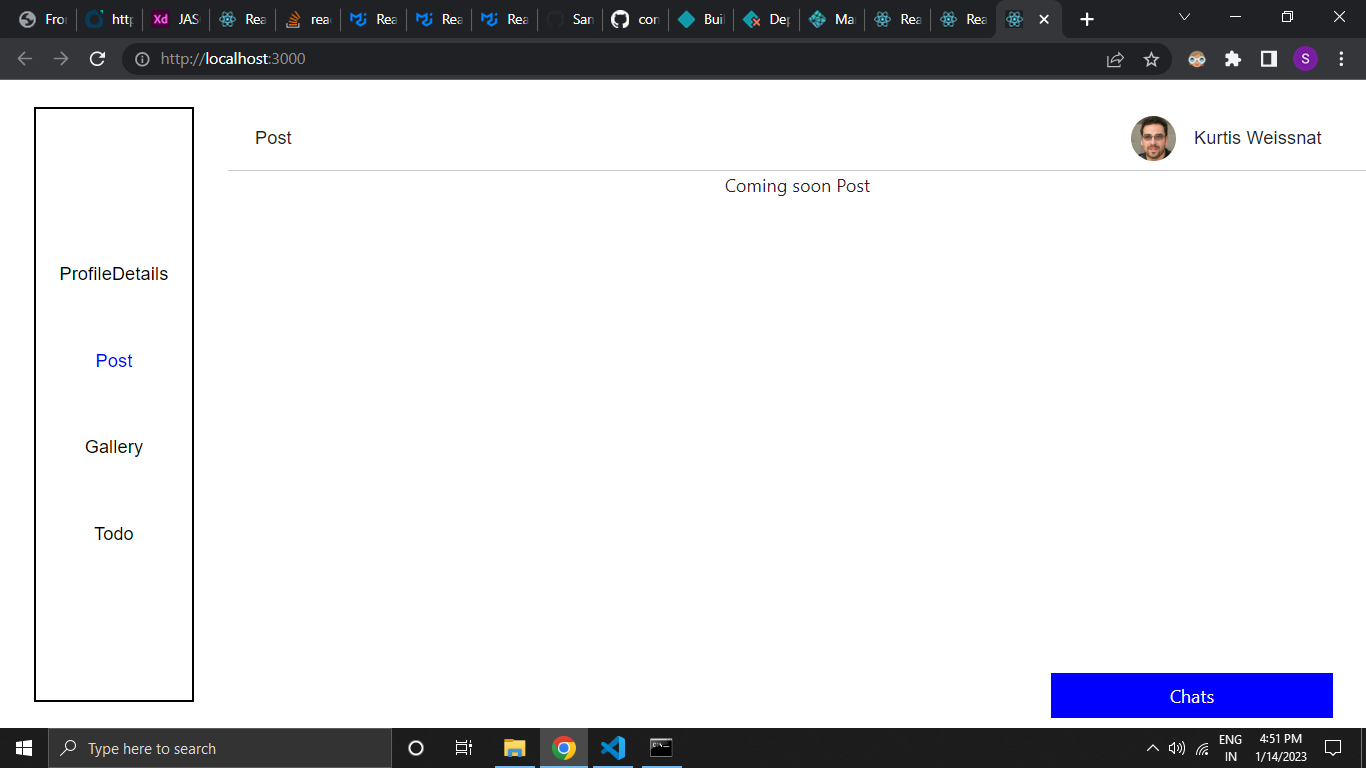 Fro
http
Xd JAS
Rea
rea
Rea
Rea
Rea
San
con
Buil
Dep
Ma
Rea
Rea
http://localhost:3000
S
Post
Kurtis Weissnat
Coming soon Post
ProfileDetails
Post
Gallery
Todo
Chats
Type here to search
ENG
IN
4:51 PM
1/14/2023